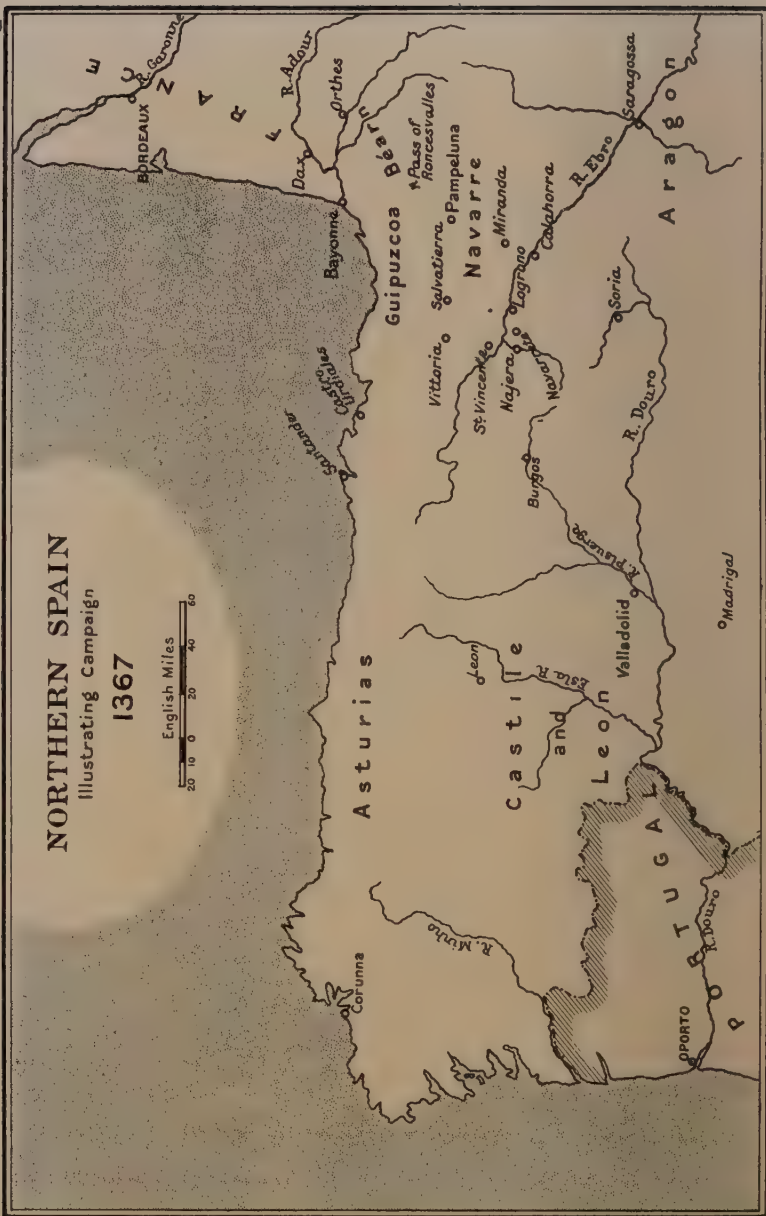 NORTHERN SPAIN
Illustrating Campaign
1367
English Miles
20 10 0 20 40 60
FRANCE
R. Garonne
BORDEAUX
R. Adour
Dax
Orthes
Béarn
Bayonne
Pass of
Roncesvalles
Guipuzcoa
Pampeluna
Navarre
Salvatierra
Miranda
Vittoria
St Vincente
Logrono
Calahorra
Najera
Navarrete
R. Ebro
Saragossa
Aragon
Soria
R. Douro
Castro
Urdiales
Santander
Burgos
R. Pisuerga
Valladolid
Madrigal
Asturias
Leon
Esla R.
Castile
and
Leon
Corunna
R. Minho
PORTUGAL
R. Douro
OPORTO